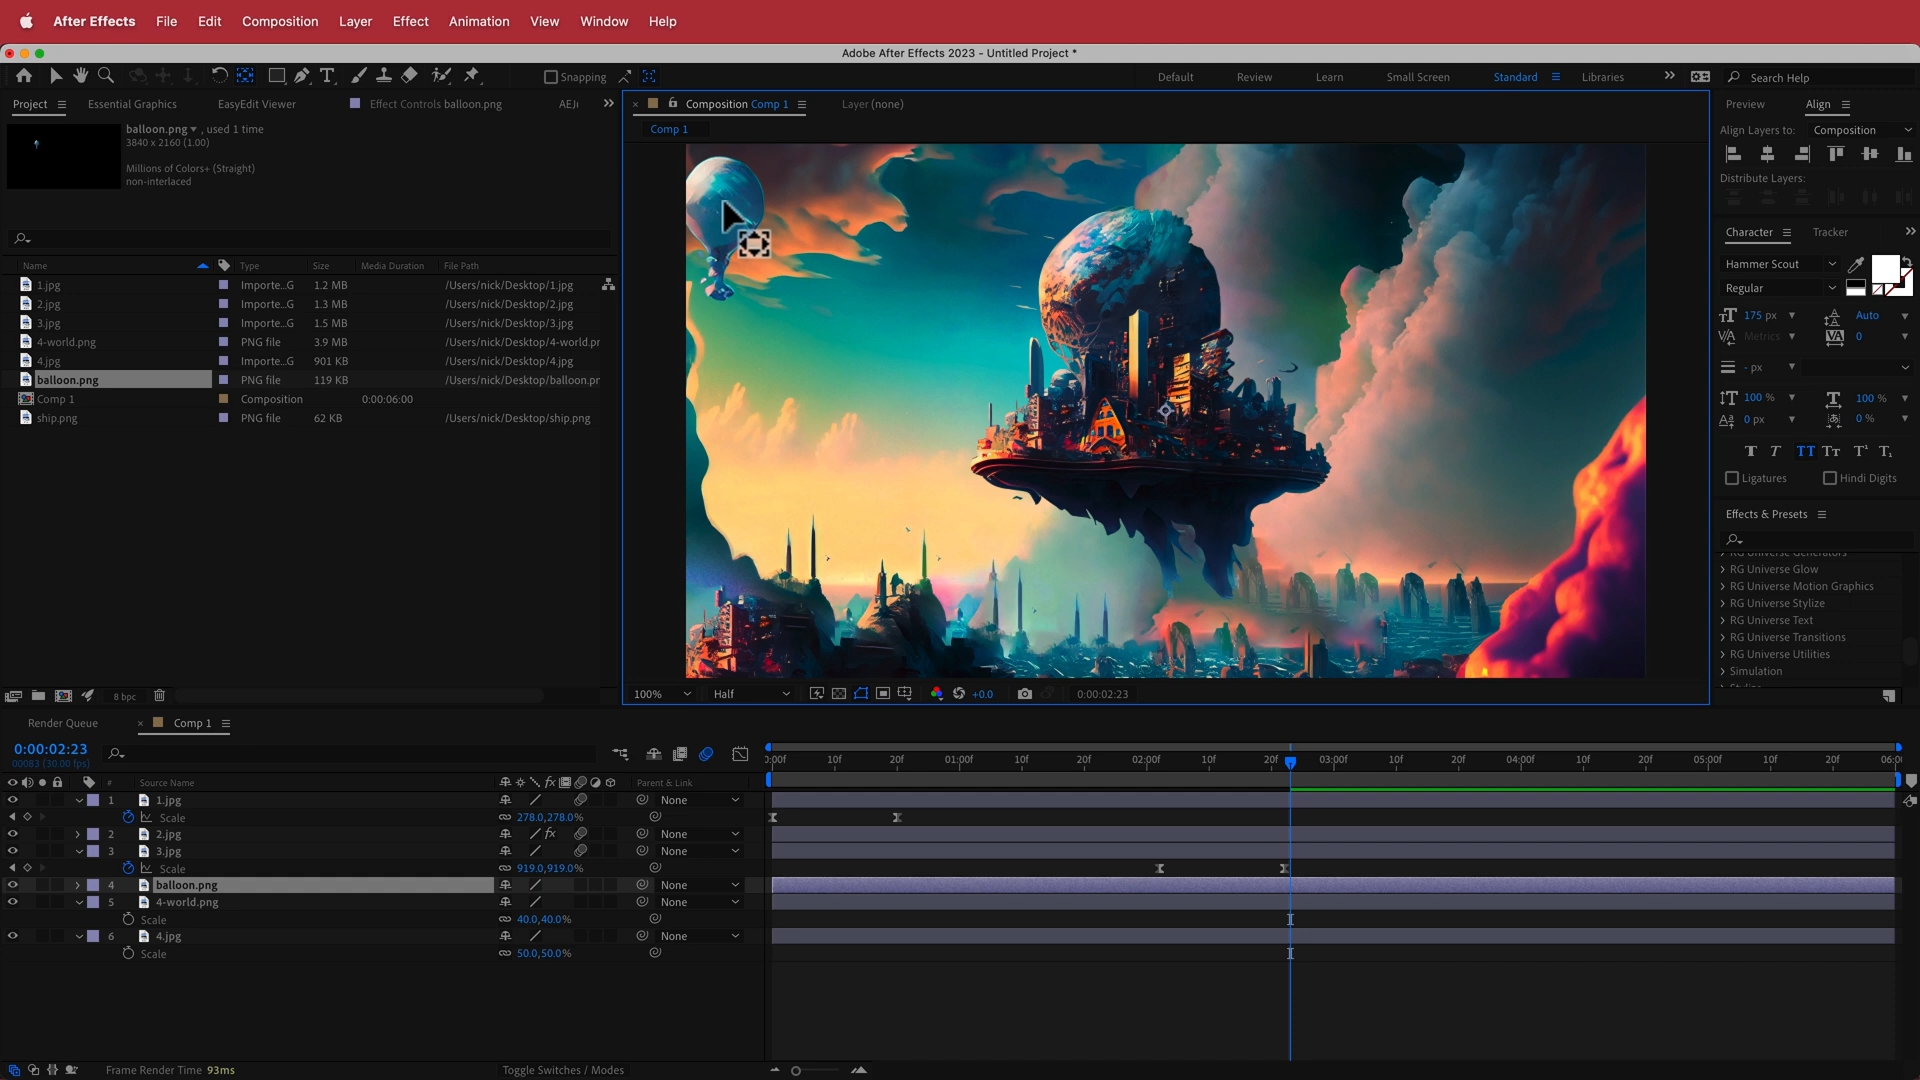 After Effects File Edit Composition Layer Effect Animation View Window Help
Adobe After Effects 2023 - Untitled Project *
Snapping Default Review Learn Small Screen Standard Libraries Search Help
Project Essential Graphics EasyEdit Viewer Effect Controls balloon.png
balloon.png, used 1 time
3840 x 2160 (1.00)
Millions of Colors+ (Straight)
non-interlaced
Name Type Size Media Duration File Path
1.jpg Importe...G 1.2 MB /Users/nick/Desktop/1.jpg
2.jpg Importe...G 1.3 MB /Users/nick/Desktop/2.jpg
3.jpg Importe...G 1.5 MB /Users/nick/Desktop/3.jpg
4-world.png PNG file 3.9 MB /Users/nick/Desktop/4-world.pr
4.jpg Importe...G 901 KB /Users/nick/Desktop/4.jpg
balloon.png PNG file 119 KB /Users/nick/Desktop/balloon.pr
Comp 1 Composition 0:00:06:00
ship.png PNG file 62 KB /Users/nick/Desktop/ship.png
8 bpc
Composition Comp 1 Layer (none)
Comp 1
100% Half +0.0 0:00:02:23
Preview Align
Align Layers to: Composition
Distribute Layers:
Character Tracker
Hammer Scout
Regular
175 px Auto
Metrics 0
- px
100 % 100 %
0 px 0 %
T T TT Tт T¹ T₁
Ligatures Hindi Digits
Effects & Presets
RG Universe Generators
RG Universe Glow
RG Universe Motion Graphics
RG Universe Stylize
RG Universe Text
RG Universe Transitions
RG Universe Utilities
Simulation
Render Queue Comp 1
0:00:02:23
00083 (30.00 fps)
0:00f 10f 20f 01:00f 10f 20f 02:00f 10f 20f 03:00f 10f 20f 04:00f 10f 20f 05:00f 10f 20f 06:0
# Source Name fx Parent & Link
1 1.jpg None
Scale 278.0,278.0%
2 2.jpg fx None
3 3.jpg None
Scale 919.0,919.0%
4 balloon.png None
5 4-world.png None
Scale 40.0,40.0%
6 4.jpg None
Scale 50.0,50.0%
Frame Render Time 93ms Toggle Switches / Modes